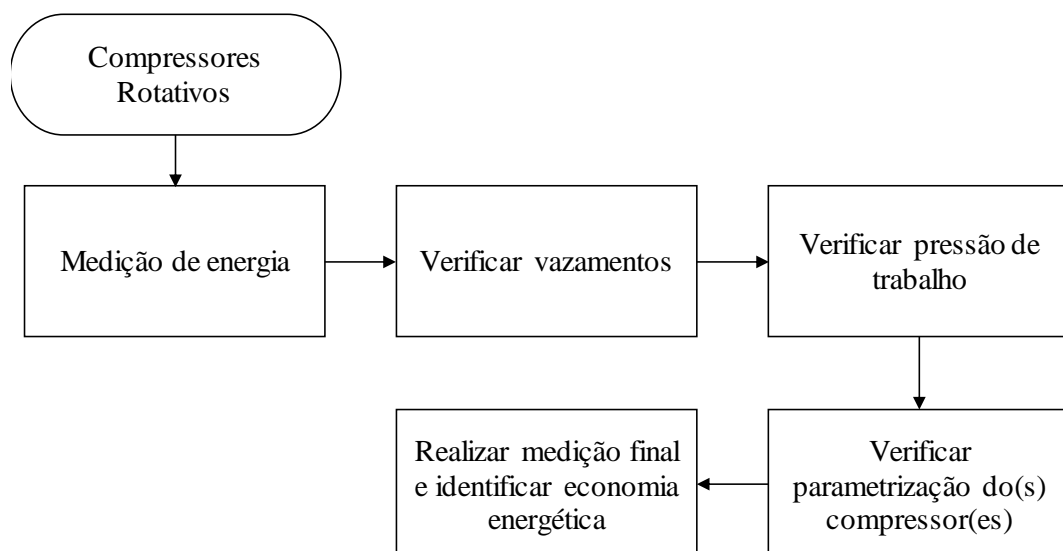 Compressores
Rotativos
Medição de energia
Verificar vazamentos
Verificar pressão de
trabalho
Verificar
parametrização do(s)
compressor(es)
Realizar medição final
e identificar economia
energética